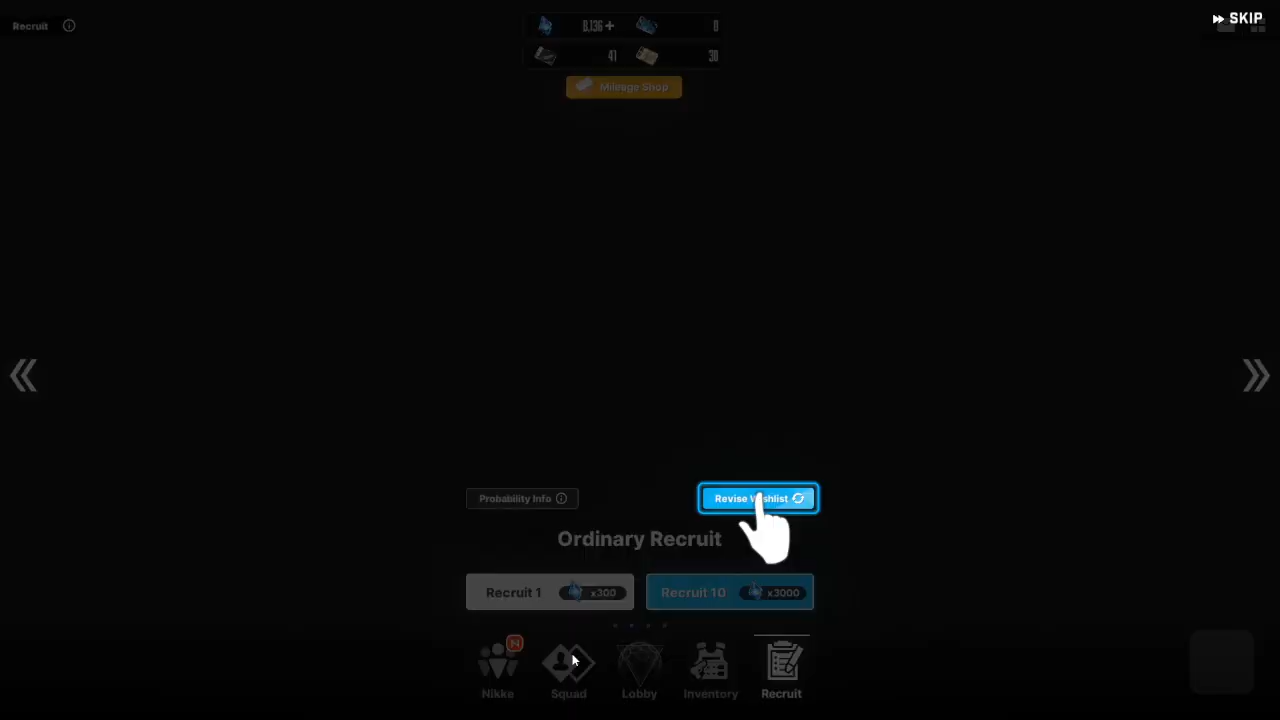 Recruit
SKIP
8,136 + 0
41 30
Mileage Shop
Probability Info
Revise Wishlist
Ordinary Recruit
Recruit 1 x300
Recruit 10 x3000
N
Nikke Squad Lobby Inventory Recruit